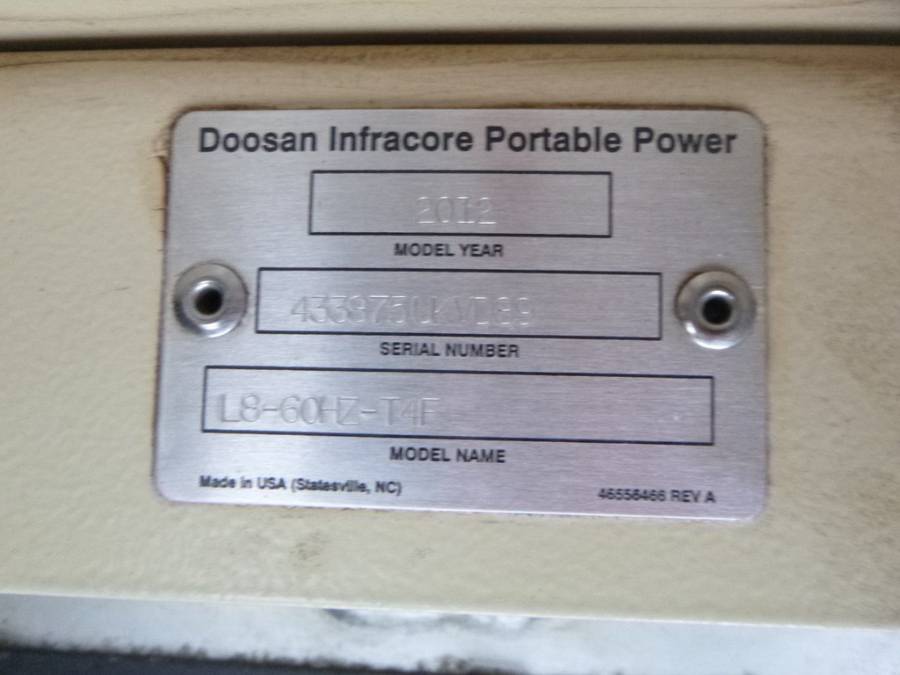 Doosan Infracore Portable Power
2012
MODEL YEAR
433875UKVD89
SERIAL NUMBER
L8-60HZ-T4F
MODEL NAME
Made in USA (Statesville, NC)
46556466 REV A